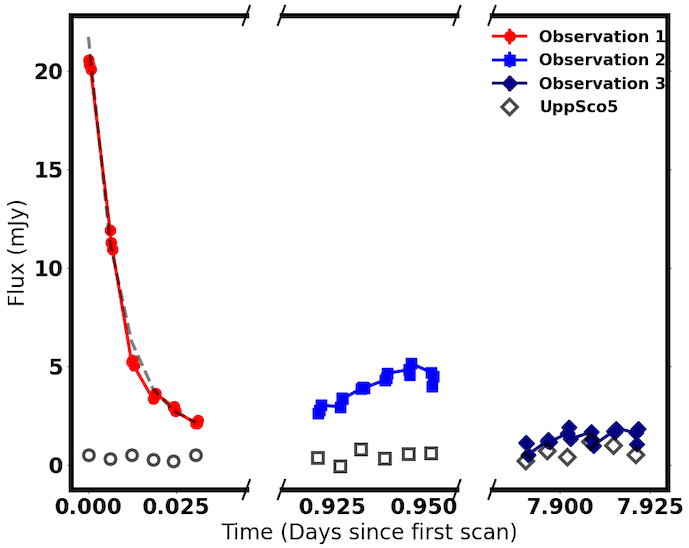 Observation 1
Observation 2
Observation 3
UppSco5
20
15
10
5
0
Flux (mJy)
0.000 0.025 0.925 0.950 7.900 7.925
Time (Days since first scan)